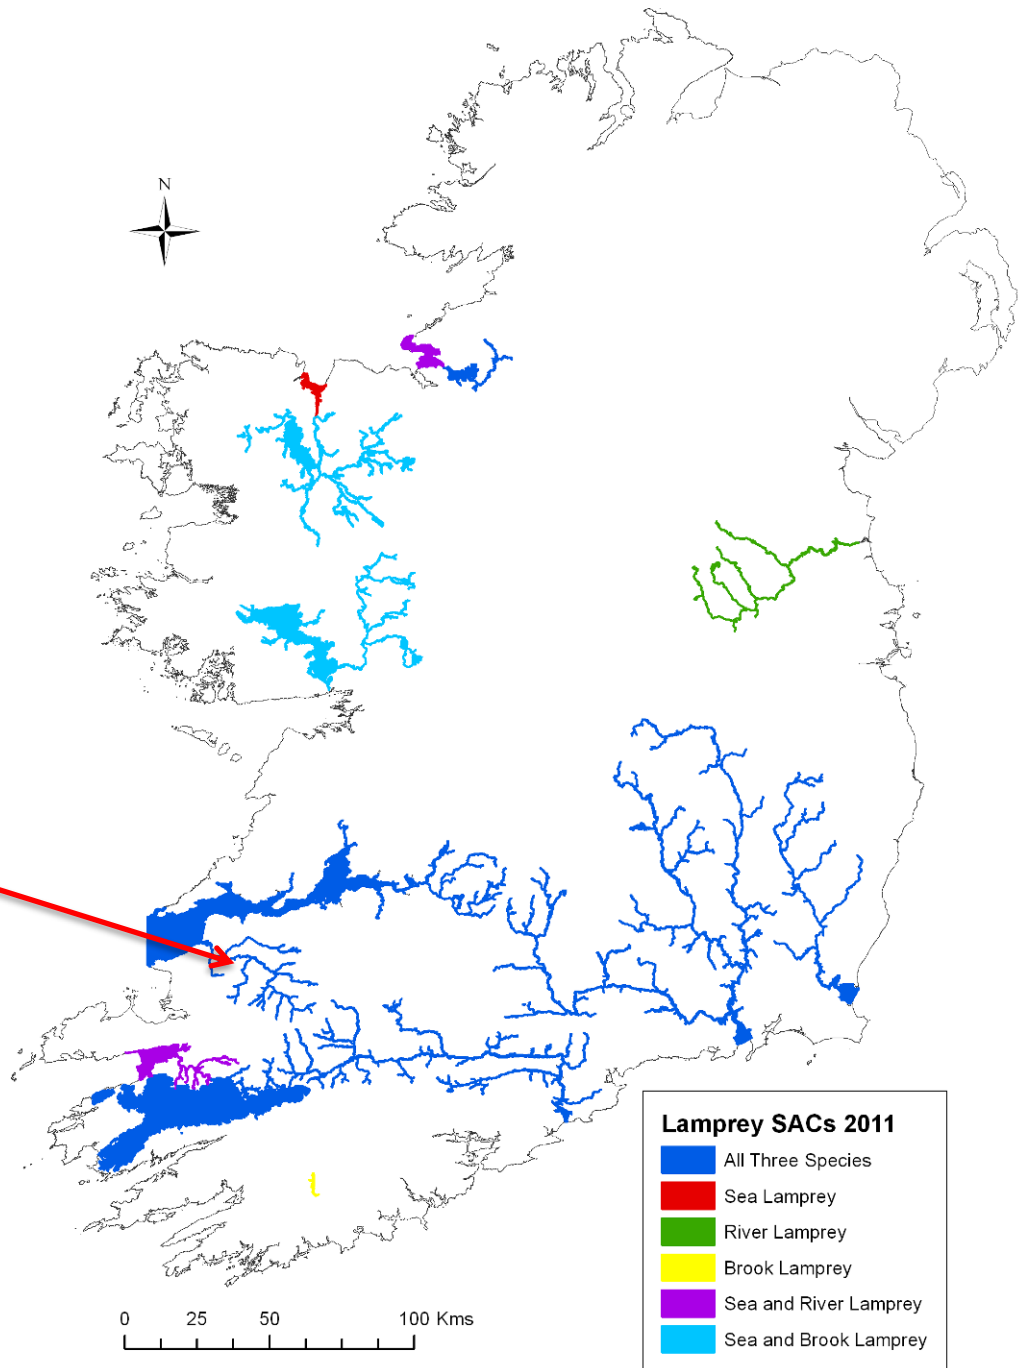 N
Lamprey SACs 2011
All Three Species
Sea Lamprey
River Lamprey
Brook Lamprey
Sea and River Lamprey
Sea and Brook Lamprey
0 25 50 100 Kms